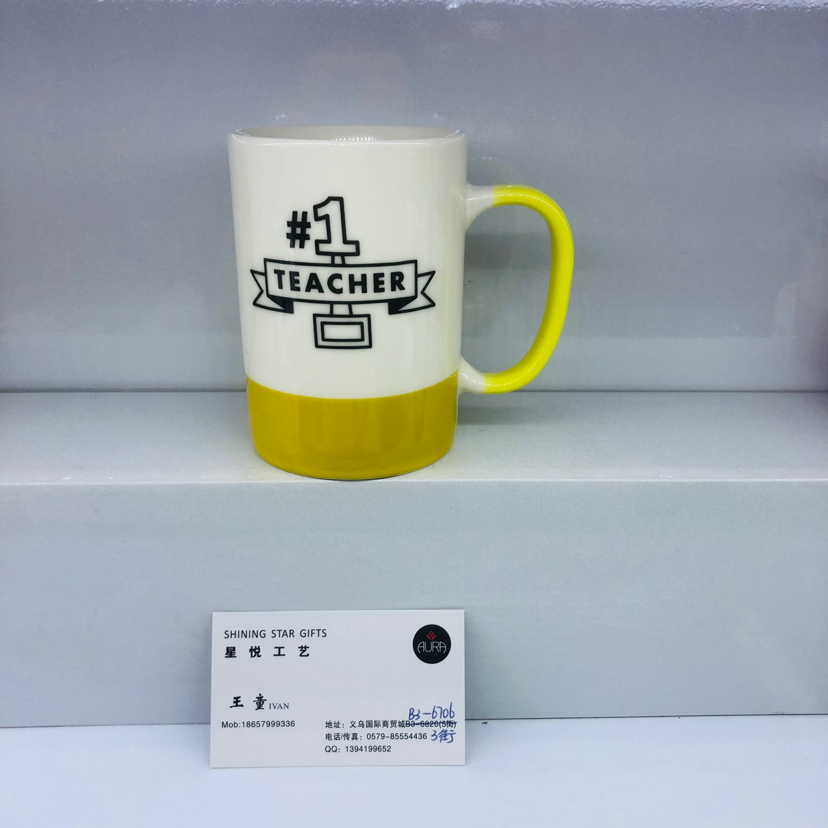 #1
TEACHER
SHINING STAR GIFTS
星悦工艺
AURA
王 童 IVAN
Mob:18657999336
B3-6706
地址：义乌国际商贸城B3-6820(5街)
电话/传真：0579-85554436 3街
QQ：1394199652